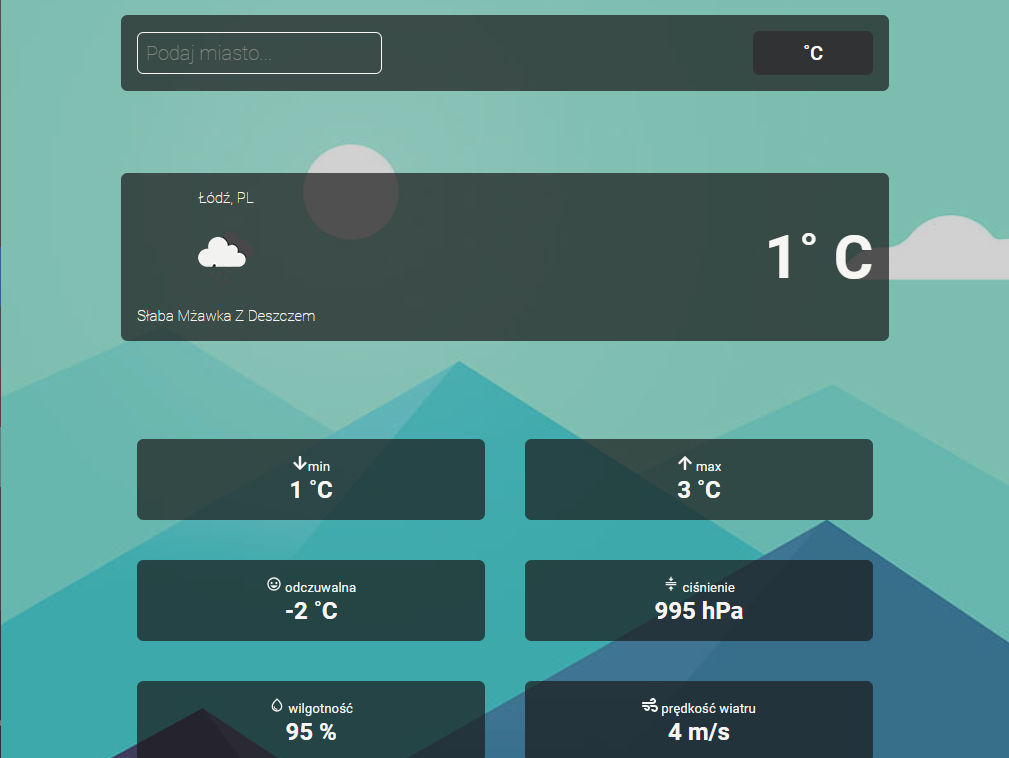 Podaj miasto...
°C
Łódź, PL
1° C
Słaba Mżawka Z Deszczem
min
1 °C
max
3 °C
odczuwalna
-2 °C
ciśnienie
995 hPa
wilgotność
95 %
prędkość wiatru
4 m/s